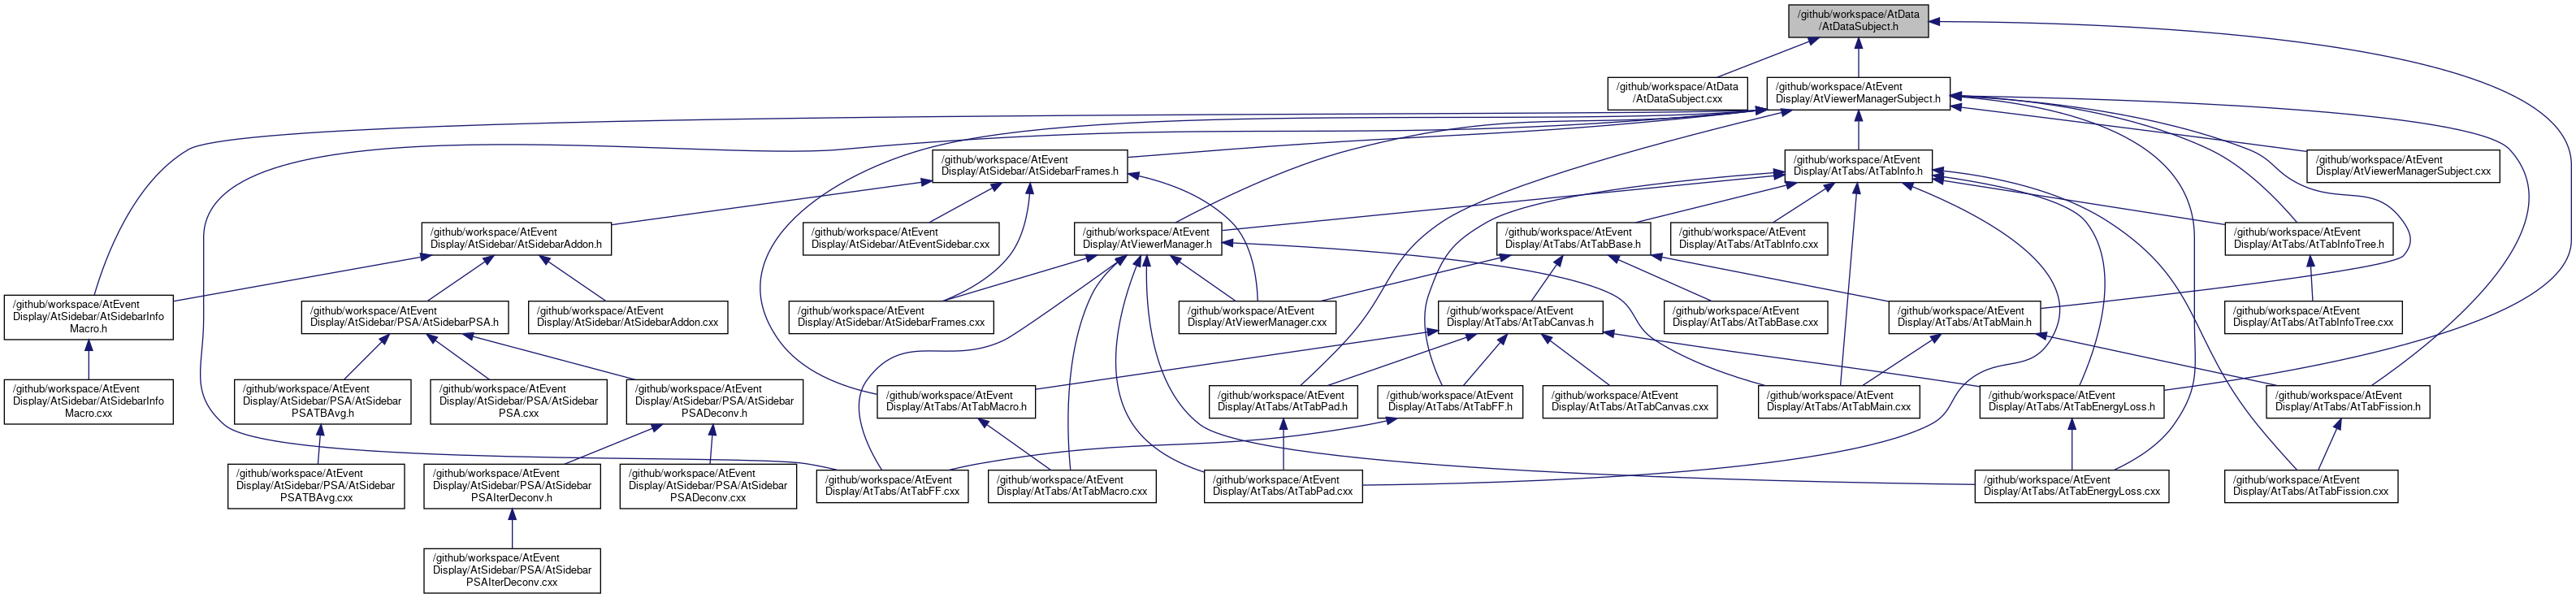 /github/workspace/AtData
/AtDataSubject.h
/github/workspace/AtData
/AtDataSubject.cxx
/github/workspace/AtEvent
Display/AtViewerManagerSubject.h
/github/workspace/AtEvent
Display/AtSidebar/AtSidebarFrames.h
/github/workspace/AtEvent
Display/AtTabs/AtTabInfo.h
/github/workspace/AtEvent
Display/AtViewerManagerSubject.cxx
/github/workspace/AtEvent
Display/AtSidebar/AtSidebarAddon.h
/github/workspace/AtEvent
Display/AtSidebar/AtEventSidebar.cxx
/github/workspace/AtEvent
Display/AtViewerManager.h
/github/workspace/AtEvent
Display/AtTabs/AtTabBase.h
/github/workspace/AtEvent
Display/AtTabs/AtTabInfo.cxx
/github/workspace/AtEvent
Display/AtTabs/AtTabInfoTree.h
/github/workspace/AtEvent
Display/AtSidebar/AtSidebarInfo
Macro.h
/github/workspace/AtEvent
Display/AtSidebar/PSA/AtSidebarPSA.h
/github/workspace/AtEvent
Display/AtSidebar/AtSidebarAddon.cxx
/github/workspace/AtEvent
Display/AtSidebar/AtSidebarFrames.cxx
/github/workspace/AtEvent
Display/AtViewerManager.cxx
/github/workspace/AtEvent
Display/AtTabs/AtTabCanvas.h
/github/workspace/AtEvent
Display/AtTabs/AtTabBase.cxx
/github/workspace/AtEvent
Display/AtTabs/AtTabMain.h
/github/workspace/AtEvent
Display/AtTabs/AtTabInfoTree.cxx
/github/workspace/AtEvent
Display/AtSidebar/AtSidebarInfo
Macro.cxx
/github/workspace/AtEvent
Display/AtSidebar/PSA/AtSidebar
PSATBAvg.h
/github/workspace/AtEvent
Display/AtSidebar/PSA/AtSidebar
PSA.cxx
/github/workspace/AtEvent
Display/AtSidebar/PSA/AtSidebar
PSADeconv.h
/github/workspace/AtEvent
Display/AtTabs/AtTabMacro.h
/github/workspace/AtEvent
Display/AtTabs/AtTabPad.h
/github/workspace/AtEvent
Display/AtTabs/AtTabFF.h
/github/workspace/AtEvent
Display/AtTabs/AtTabCanvas.cxx
/github/workspace/AtEvent
Display/AtTabs/AtTabMain.cxx
/github/workspace/AtEvent
Display/AtTabs/AtTabEnergyLoss.h
/github/workspace/AtEvent
Display/AtTabs/AtTabFission.h
/github/workspace/AtEvent
Display/AtSidebar/PSA/AtSidebar
PSATBAvg.cxx
/github/workspace/AtEvent
Display/AtSidebar/PSA/AtSidebar
PSAIterDeconv.h
/github/workspace/AtEvent
Display/AtSidebar/PSA/AtSidebar
PSADeconv.cxx
/github/workspace/AtEvent
Display/AtTabs/AtTabFF.cxx
/github/workspace/AtEvent
Display/AtTabs/AtTabMacro.cxx
/github/workspace/AtEvent
Display/AtTabs/AtTabPad.cxx
/github/workspace/AtEvent
Display/AtTabs/AtTabEnergyLoss.cxx
/github/workspace/AtEvent
Display/AtTabs/AtTabFission.cxx
/github/workspace/AtEvent
Display/AtSidebar/PSA/AtSidebar
PSAIterDeconv.cxx